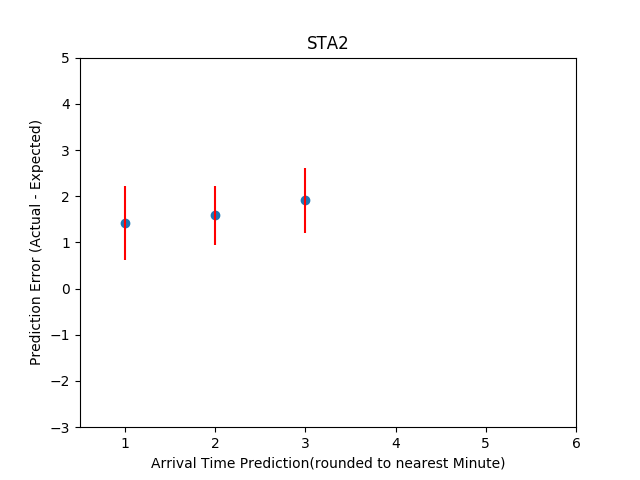 STA2
5
4
3
2
1
0
−1
−2
−3
Prediction Error (Actual - Expected)
1 2 3 4 5 6
Arrival Time Prediction(rounded to nearest Minute)